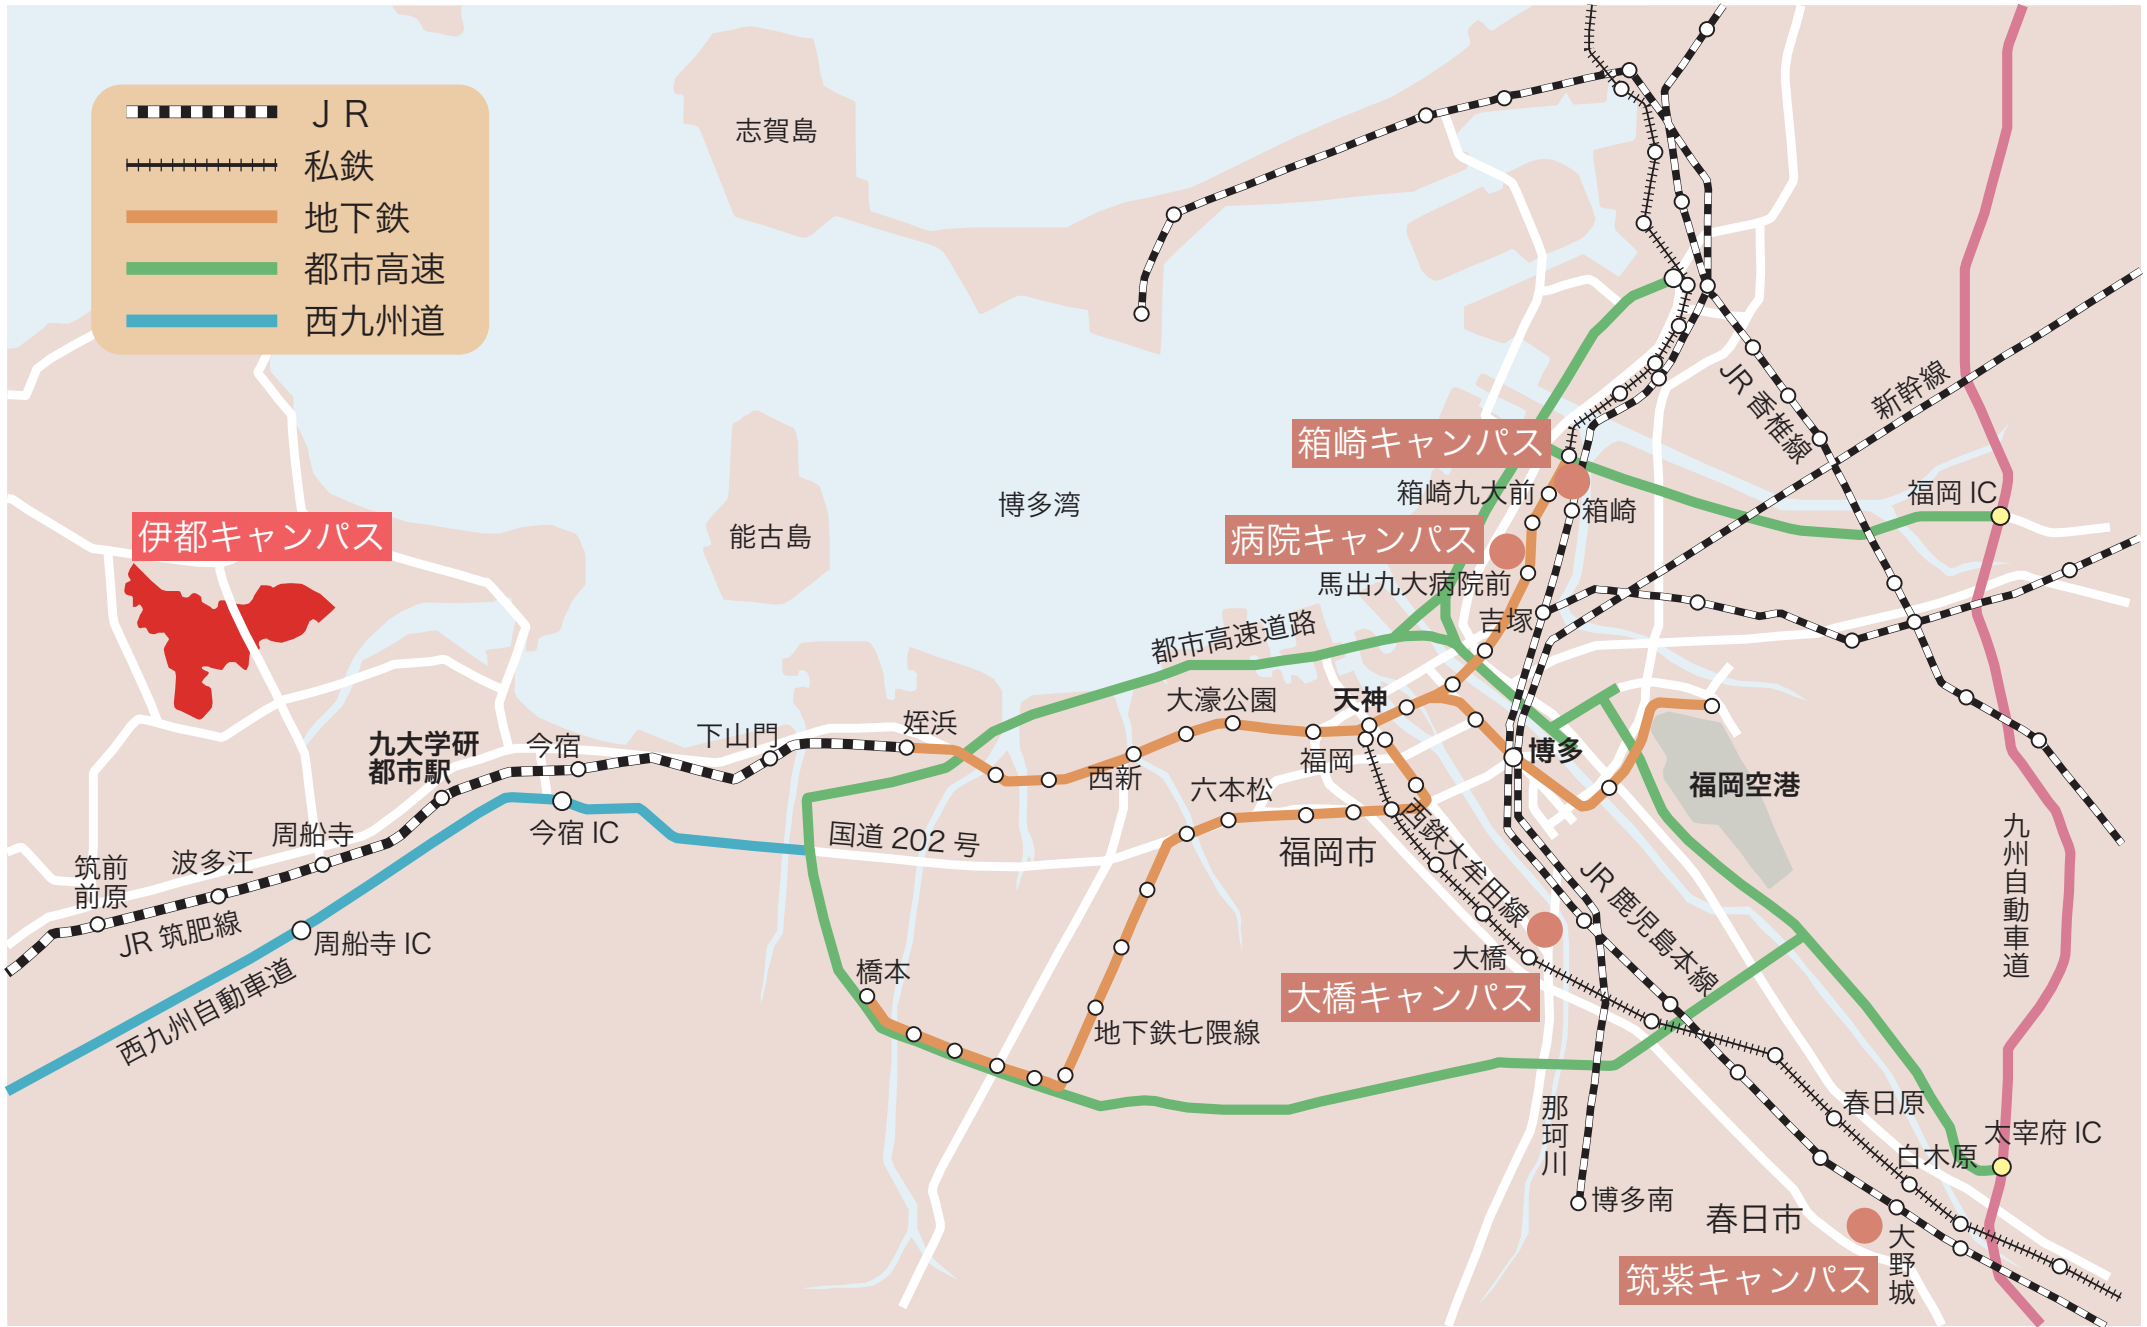 ＪＲ
私鉄
地下鉄
都市高速
西九州道
志賀島
能古島
博多湾
伊都キャンパス
箱崎キャンパス
箱崎九大前
箱崎
病院キャンパス
馬出九大病院前
吉塚
JR 香椎線
新幹線
福岡 IC
都市高速道路
大濠公園
天神
福岡
博多
福岡空港
西新
六本松
福岡市
姪浜
下山門
今宿
九大学研
都市駅
今宿 IC
国道 202 号
周船寺
波多江
筑前
前原
JR 筑肥線
周船寺 IC
西九州自動車道
橋本
地下鉄七隈線
西鉄大牟田線
JR 鹿児島本線
大橋
大橋キャンパス
九州自動車道
那珂川
博多南
春日原
白木原
太宰府 IC
春日市
大野城
筑紫キャンパス